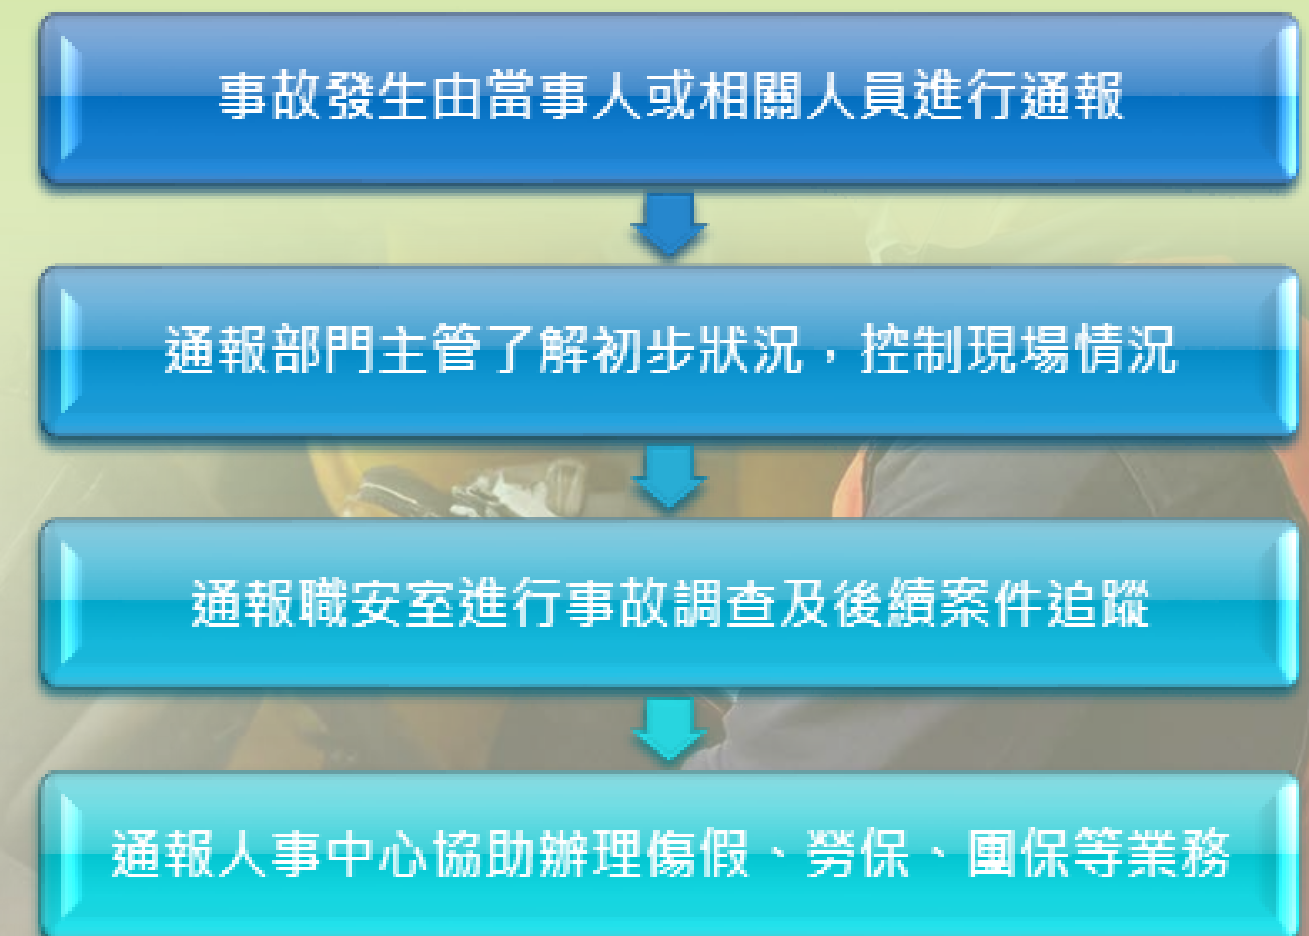 事故發生由當事人或相關人員進行通報
通報部門主管了解初步狀況，控制現場情況
通報職安室進行事故調查及後續案件追蹤
通報人事中心協助辦理傷假、勞保、團保等業務